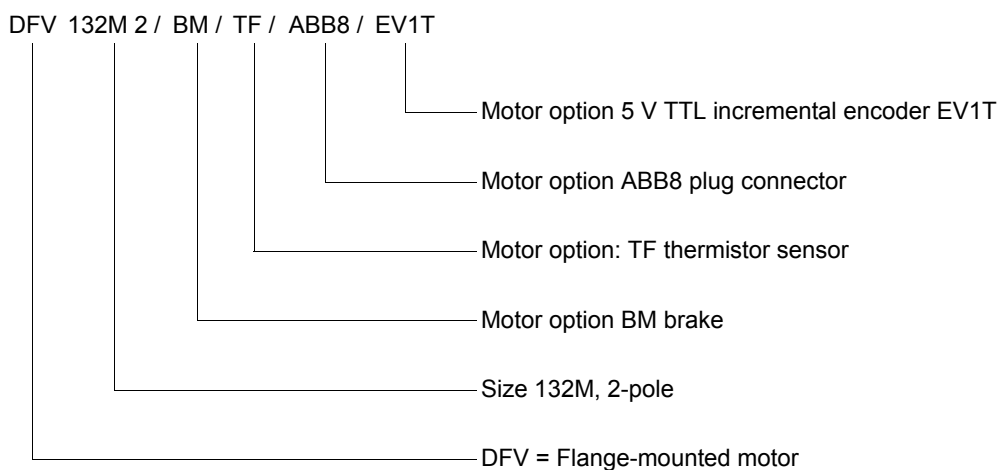 DFV 132M 2 / BM / TF / ABB8 / EV1T
Motor option 5 V TTL incremental encoder EV1T
Motor option ABB8 plug connector
Motor option: TF thermistor sensor
Motor option BM brake
Size 132M, 2-pole
DFV = Flange-mounted motor